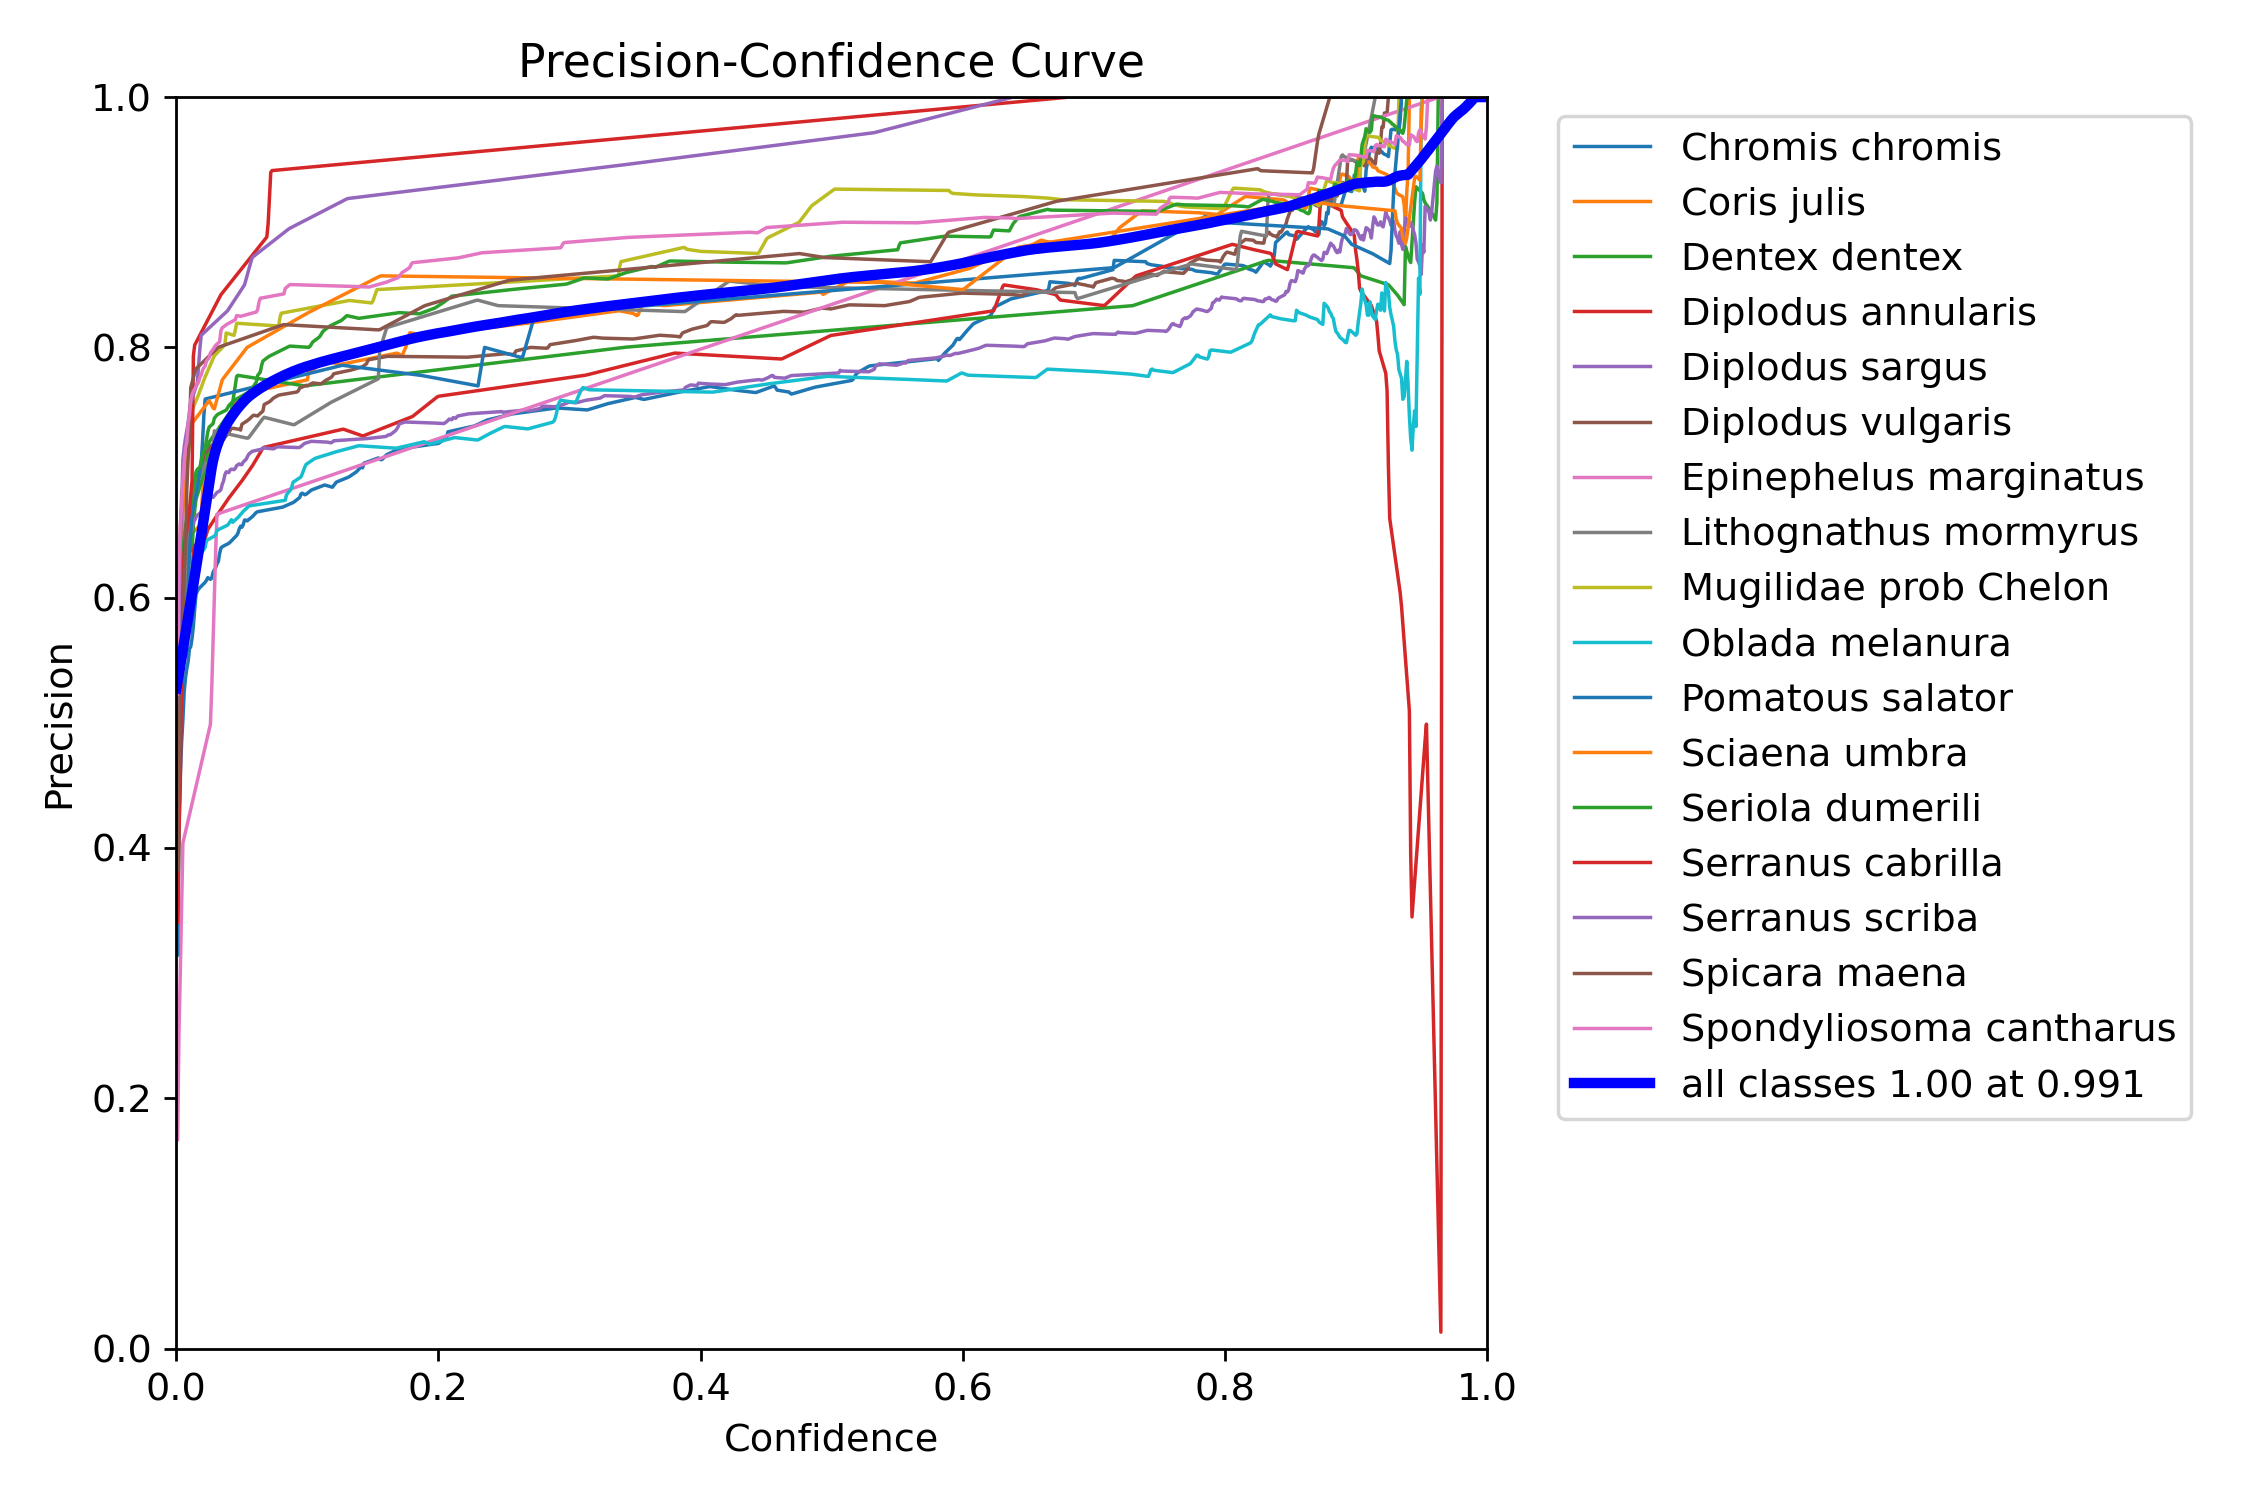 Precision-Confidence Curve
1.0
0.8
0.6
0.4
0.2
0.0
Precision
0.0 0.2 0.4 0.6 0.8 1.0
Confidence
Chromis chromis
Coris julis
Dentex dentex
Diplodus annularis
Diplodus sargus
Diplodus vulgaris
Epinephelus marginatus
Lithognathus mormyrus
Mugilidae prob Chelon
Oblada melanura
Pomatous salator
Sciaena umbra
Seriola dumerili
Serranus cabrilla
Serranus scriba
Spicara maena
Spondyliosoma cantharus
all classes 1.00 at 0.991